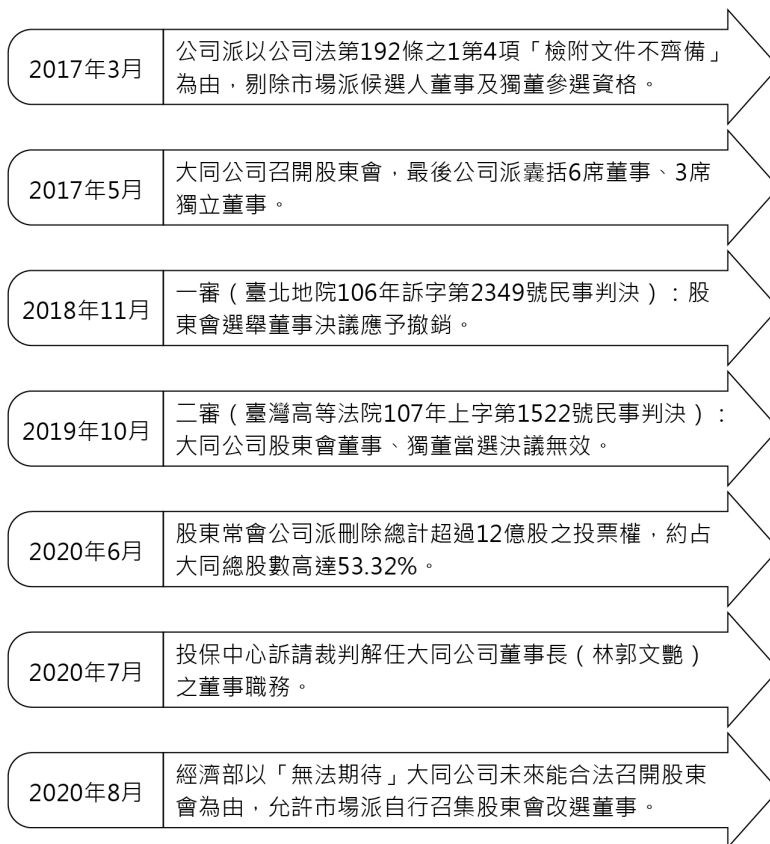 2017年3月
公司派以公司法第192條之1第4項「檢附文件不齊備」
為由，剔除市場派候選人董事及獨董參選資格。
2017年5月
大同公司召開股東會，最後公司派囊括6席董事、3席
獨立董事。
2018年11月
一審（臺北地院106年訴字第2349號民事判決）：股
東會選舉董事決議應予撤銷。
2019年10月
二審（臺灣高等法院107年上字第1522號民事判決）：
大同公司股東會董事、獨董當選決議無效。
2020年6月
股東常會公司派刪除總計超過12億股之投票權，約占
大同總股數高達53.32%。
2020年7月
投保中心訴請裁判解任大同公司董事長（林郭文艷）
之董事職務。
2020年8月
經濟部以「無法期待」大同公司未來能合法召開股東
會為由，允許市場派自行召集股東會改選董事。